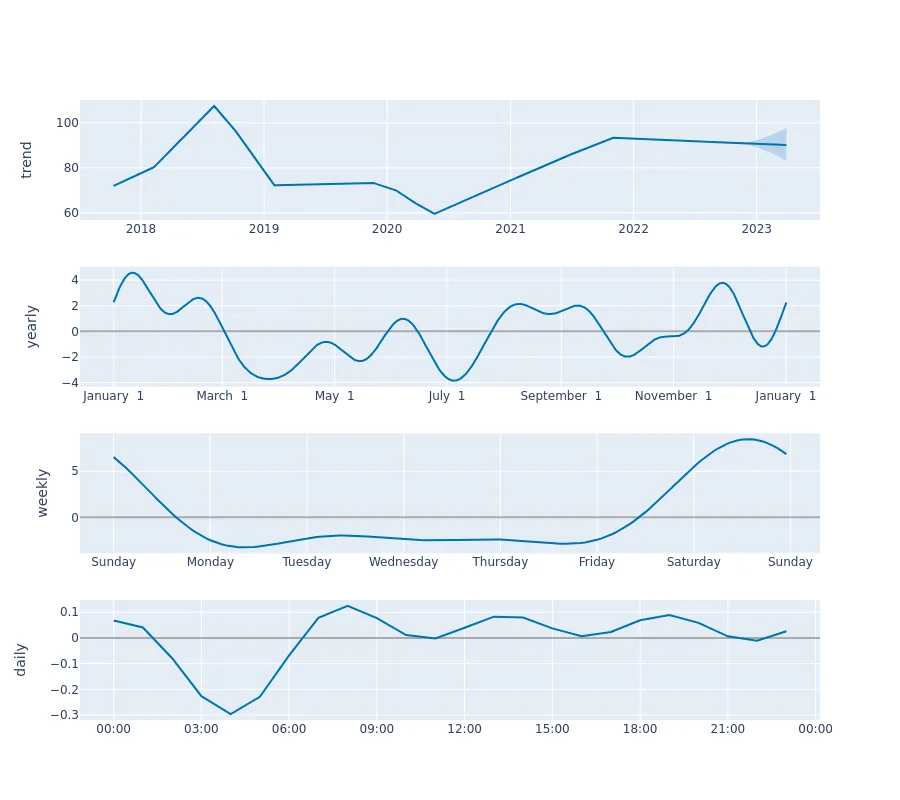 trend
100
80
60
2018 2019 2020 2021 2022 2023
yearly
4
2
0
−2
−4
January 1 March 1 May 1 July 1 September 1 November 1 January 1
weekly
5
0
Sunday Monday Tuesday Wednesday Thursday Friday Saturday Sunday
daily
0.1
0
−0.1
−0.2
−0.3
00:00 03:00 06:00 09:00 12:00 15:00 18:00 21:00 00:00